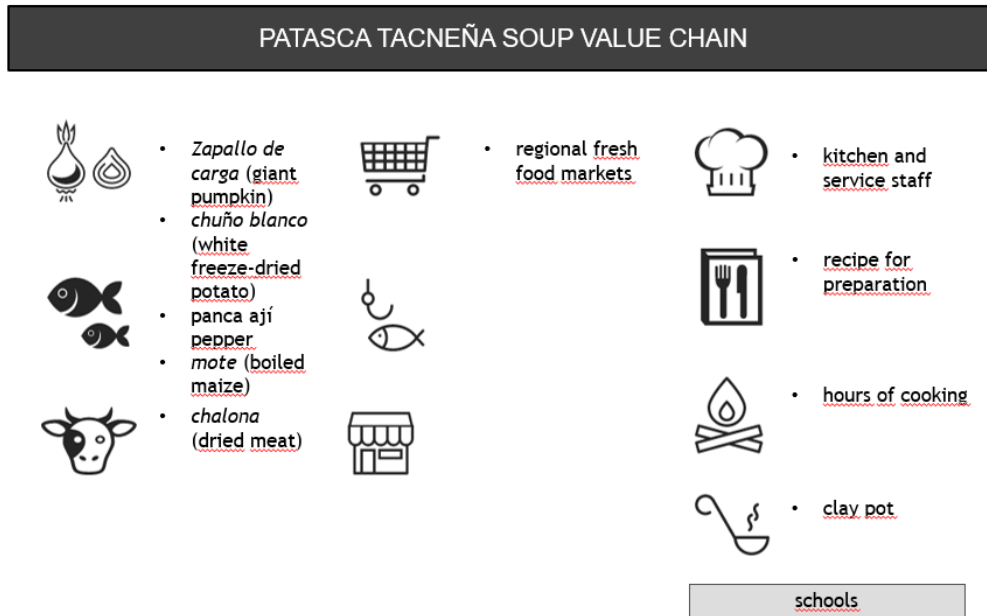 PATASCA TACNEÑA SOUP VALUE CHAIN
• Zapallo de
carga (giant
pumpkin)
• chuño blanco
(white
freeze-dried
potato)
• panca ají
pepper
• mote (boiled
maize)
• chalona
(dried meat)
• regional fresh
food markets
• kitchen and
service staff
• recipe for
preparation
• hours of cooking
• clay pot
schools